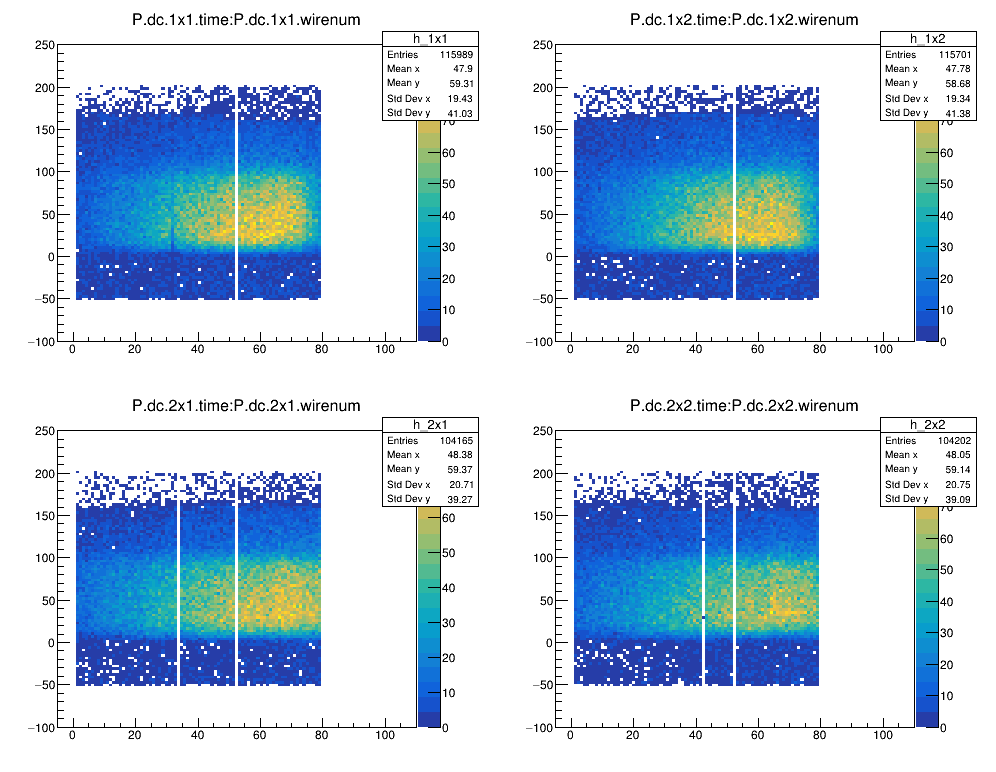 P.dc.1x1.time:P.dc.1x1.wirenum
h_1x1
Entries 115989
Mean x 47.9
Mean y 59.31
Std Dev x 19.43
Std Dev y 41.03
250
200
150
100
50
0
−50
−100
0 20 40 60 80 100
70
60
50
40
30
20
10
0
P.dc.1x2.time:P.dc.1x2.wirenum
h_1x2
Entries 115701
Mean x 47.78
Mean y 58.68
Std Dev x 19.34
Std Dev y 41.38
250
200
150
100
50
0
−50
−100
0 20 40 60 80 100
70
60
50
40
30
20
10
0
P.dc.2x1.time:P.dc.2x1.wirenum
h_2x1
Entries 104165
Mean x 48.38
Mean y 59.37
Std Dev x 20.71
Std Dev y 39.27
250
200
150
100
50
0
−50
−100
0 20 40 60 80 100
60
50
40
30
20
10
0
P.dc.2x2.time:P.dc.2x2.wirenum
h_2x2
Entries 104202
Mean x 48.05
Mean y 59.14
Std Dev x 20.75
Std Dev y 39.09
250
200
150
100
50
0
−50
−100
0 20 40 60 80 100
70
60
50
40
30
20
10
0